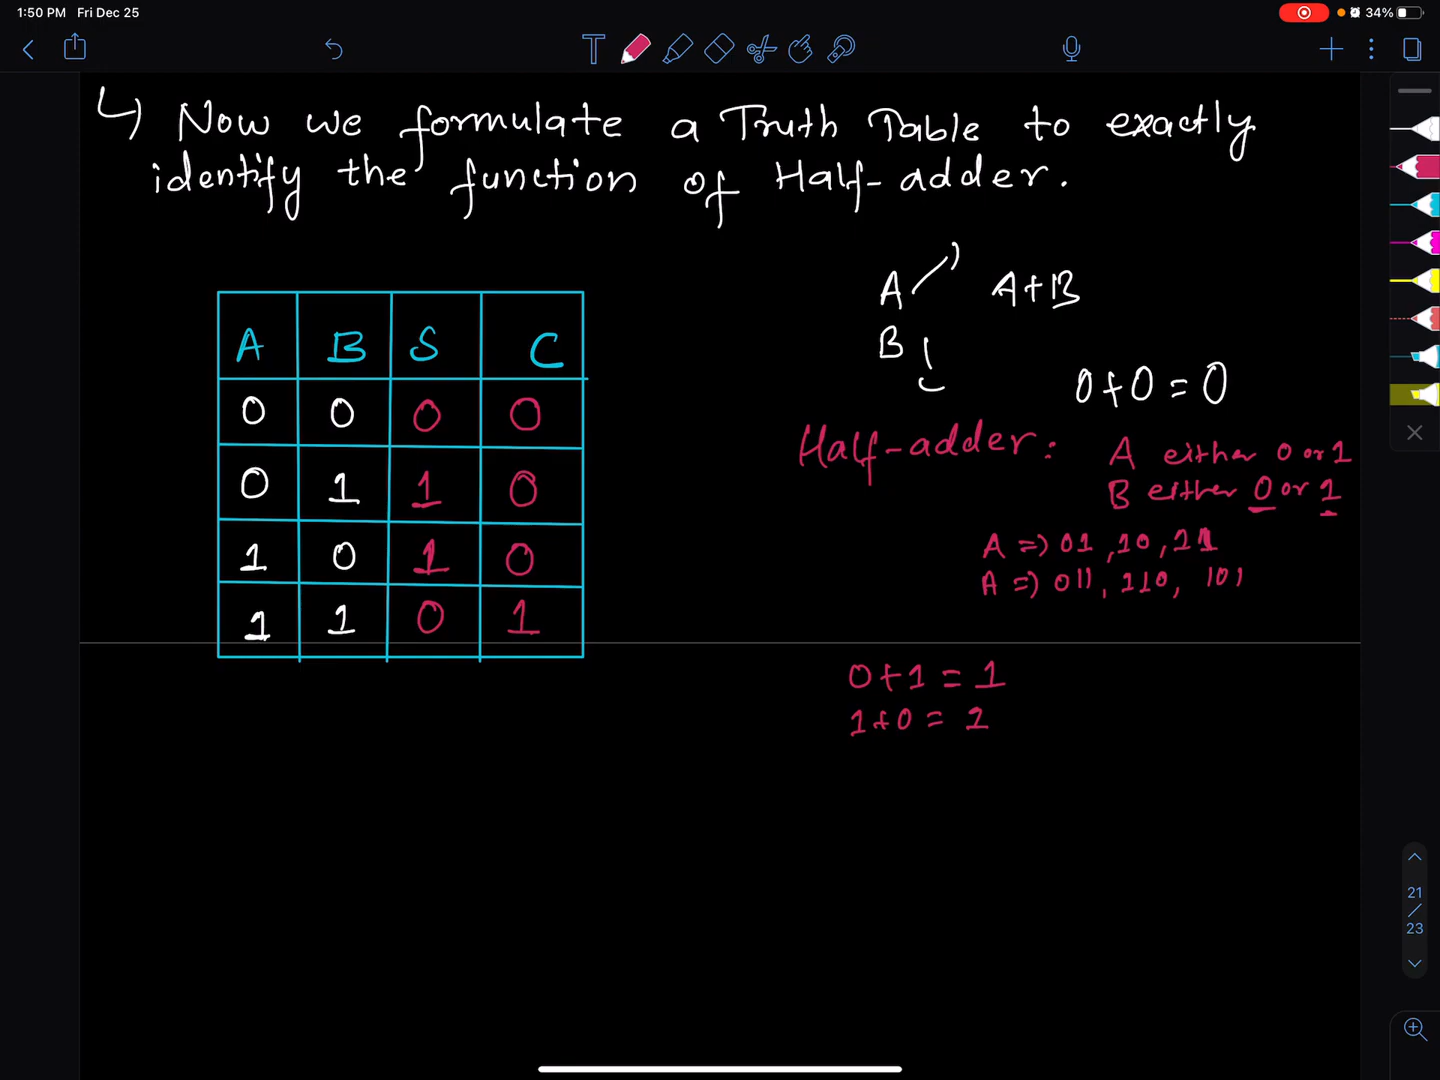 1:50 PM Fri Dec 25
34%
4) Now we formulate a Truth Table to exactly
identify the function of Half-adder.
A B S C
0 0 0 0
0 1 1 0
1 0 1 0
1 1 0 1
A A+B
B
0+0=0
Half-adder: A either 0 or 1
B either 0 or 1
A => 01, 10, 11
A => 011, 110, 101
0+1=1
1+0=1
21
/
23